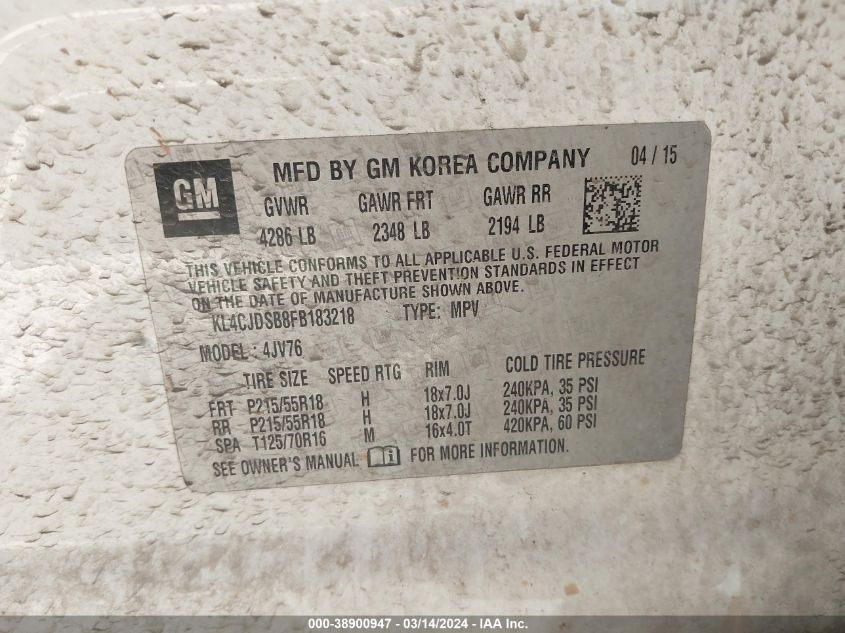 GM
MFD BY GM KOREA COMPANY 04 / 15
GVWR GAWR FRT GAWR RR
4286 LB 2348 LB 2194 LB
THIS VEHICLE CONFORMS TO ALL APPLICABLE U.S. FEDERAL MOTOR
VEHICLE SAFETY AND THEFT PREVENTION STANDARDS IN EFFECT
ON THE DATE OF MANUFACTURE SHOWN ABOVE.
KL4CJDSB8FB183218 TYPE: MPV
MODEL: 4JV76
TIRE SIZE SPEED RTG RIM COLD TIRE PRESSURE
FRT P215/55R18 H 18x7.0J 240KPA, 35 PSI
RR P215/55R18 H 18x7.0J 240KPA, 35 PSI
SPA T125/70R16 M 16x4.0T 420KPA, 60 PSI
SEE OWNER'S MANUAL FOR MORE INFORMATION.
000-38900947 - 03/14/2024 - IAA Inc.